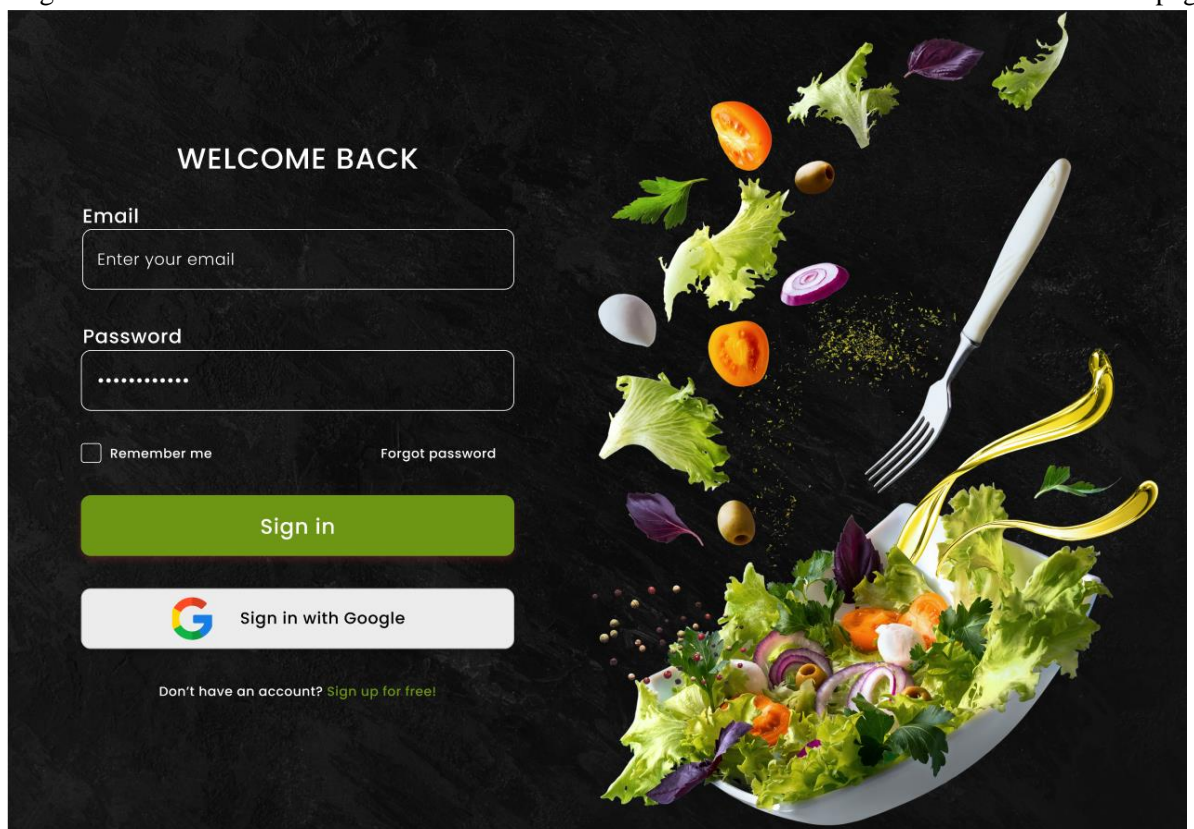 WELCOME BACK
Email
Enter your email
Password
••••••••••••
Remember me
Forgot password
Sign in
Sign in with Google
Don't have an account? Sign up for free!